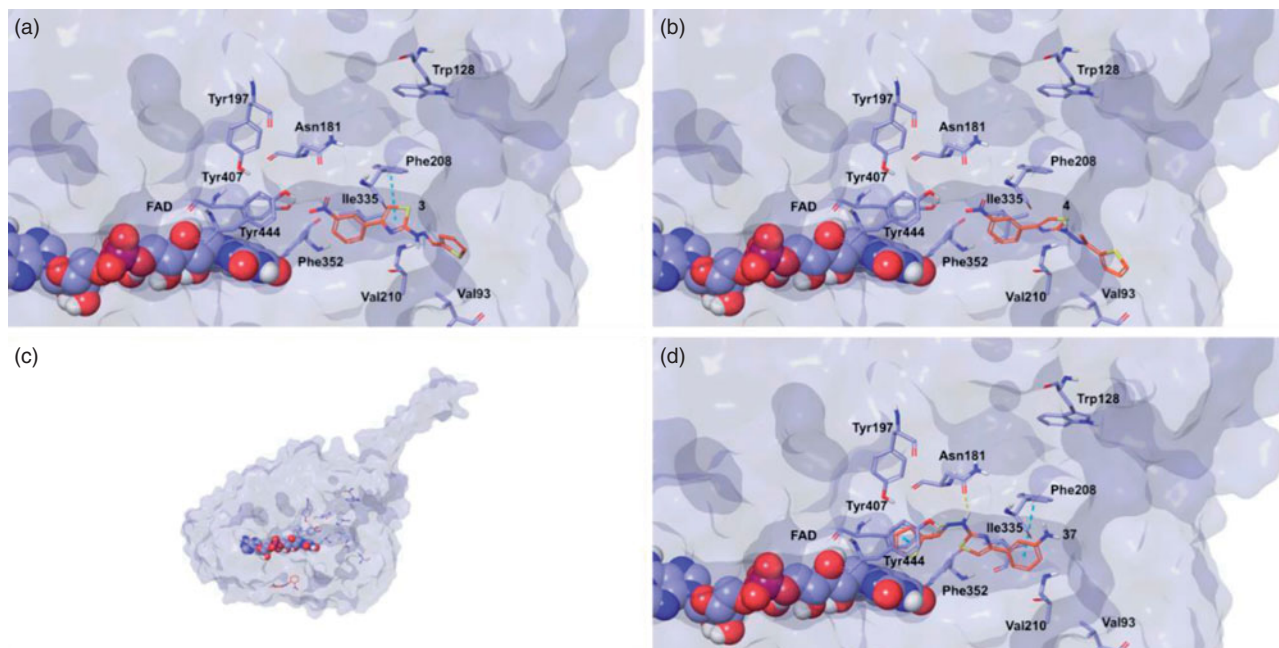 (a)
Trp128
Tyr197
Asn181
Phe208
Tyr407
Ile335
3
FAD
Tyr444
Phe352
Val210
Val93
(b)
Trp128
Tyr197
Asn181
Phe208
Tyr407
Ile335
4
FAD
Tyr444
Phe352
Val210
Val93
(c)
(d)
Trp128
Tyr197
Asn181
Phe208
Tyr407
Ile335
37
FAD
Tyr444
Phe352
Val210
Val93